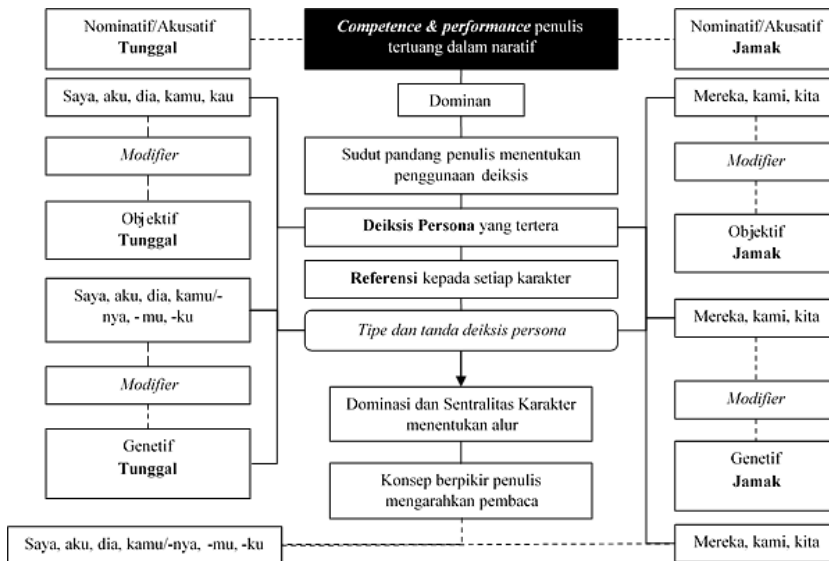 Nominatif/Akusatif
Tunggal
Competence & performance penulis
tertuang dalam naratif
Nominatif/Akusatif
Jamak
Saya, aku, dia, kamu, kau
Dominan
Mereka, kami, kita
Modifier
Sudut pandang penulis menentukan
penggunaan deiksis
Modifier
Objektif
Tunggal
Deiksis Persona yang tertera
Objektif
Jamak
Referensi kepada setiap karakter
Saya, aku, dia, kamu/-
nya, -mu, -ku
Tipe dan tanda deiksis persona
Mereka, kami, kita
Modifier
Dominasi dan Sentralitas Karakter
menentukan alur
Modifier
Genetif
Tunggal
Konsep berpikir penulis
mengarahkan pembaca
Genetif
Jamak
Saya, aku, dia, kamu/-nya, -mu, -ku
Mereka, kami, kita